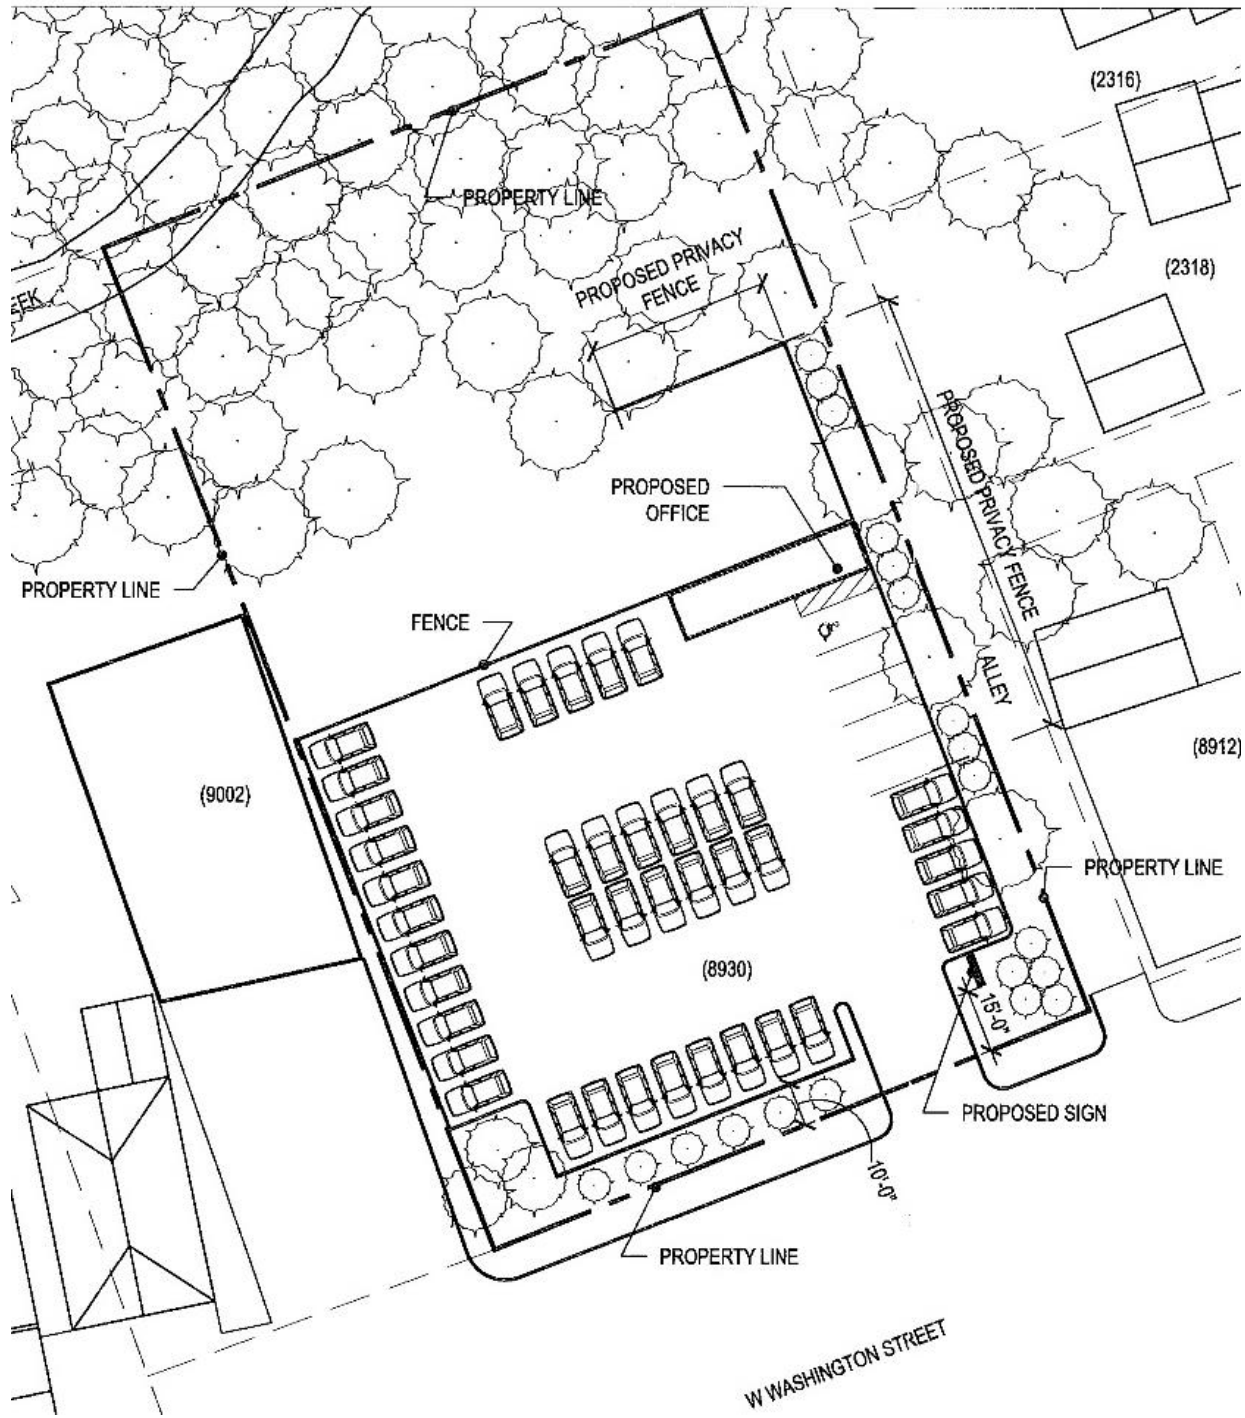 (2316)
PROPERTY LINE
PROPOSED PRIVACY
FENCE
(2318)
EEK
PROPOSED PRIVACY FENCE
PROPOSED
OFFICE
PROPERTY LINE
FENCE
ALLEY
(8912)
(9002)
PROPERTY LINE
(8930)
15'-0"
PROPOSED SIGN
10'-0"
PROPERTY LINE
W WASHINGTON STREET